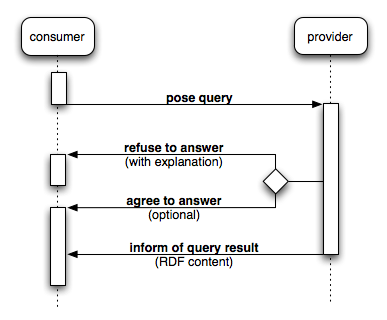 consumer
provider
pose query
refuse to answer
(with explanation)
agree to answer
(optional)
inform of query result
(RDF content)